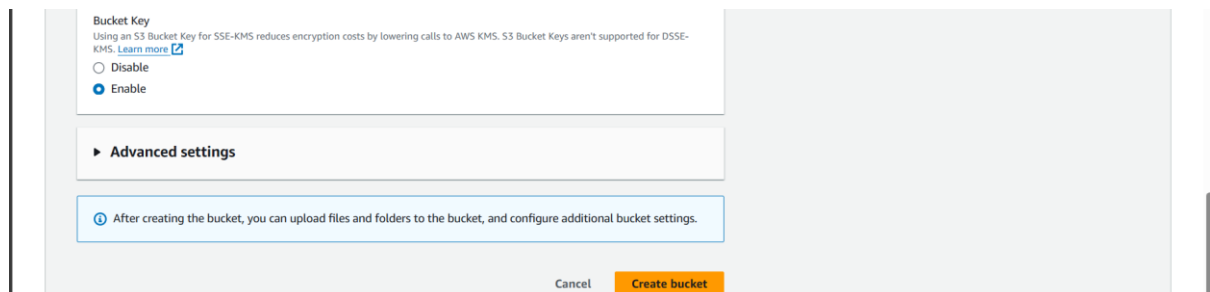 Bucket Key
Using an S3 Bucket Key for SSE-KMS reduces encryption costs by lowering calls to AWS KMS. S3 Bucket Keys aren't supported for DSSE-
KMS. Learn more
Disable
Enable
Advanced settings
After creating the bucket, you can upload files and folders to the bucket, and configure additional bucket settings.
Cancel Create bucket